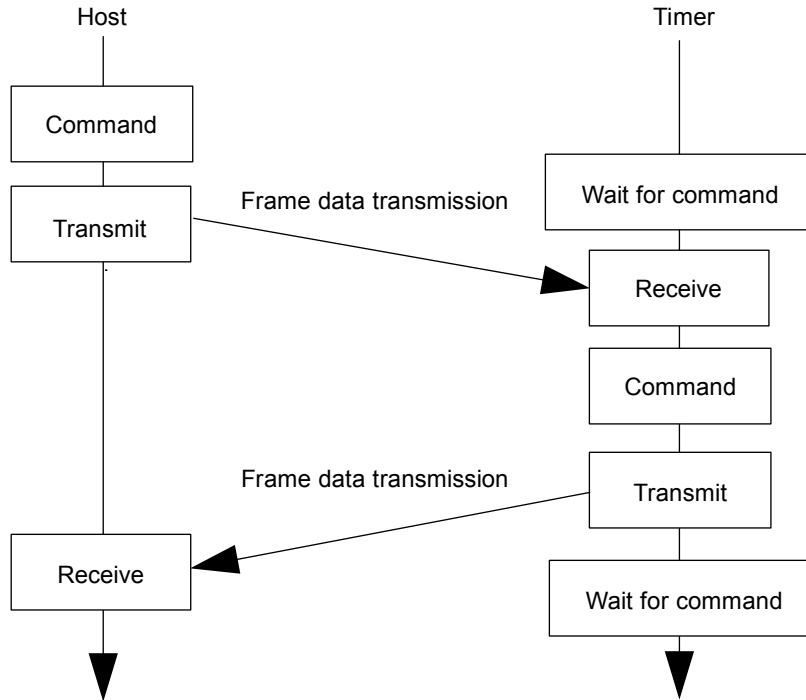 Host
Timer
Command
Wait for command
Frame data transmission
Transmit
Receive
Command
Frame data transmission
Transmit
Receive
Wait for command